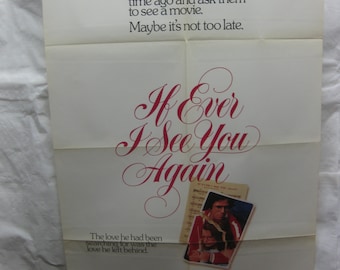 time ago and ask them
to see a movie.
Maybe it's not too late.
If Ever
I See You
Again
The love he had been
searching for was the
love he left behind.